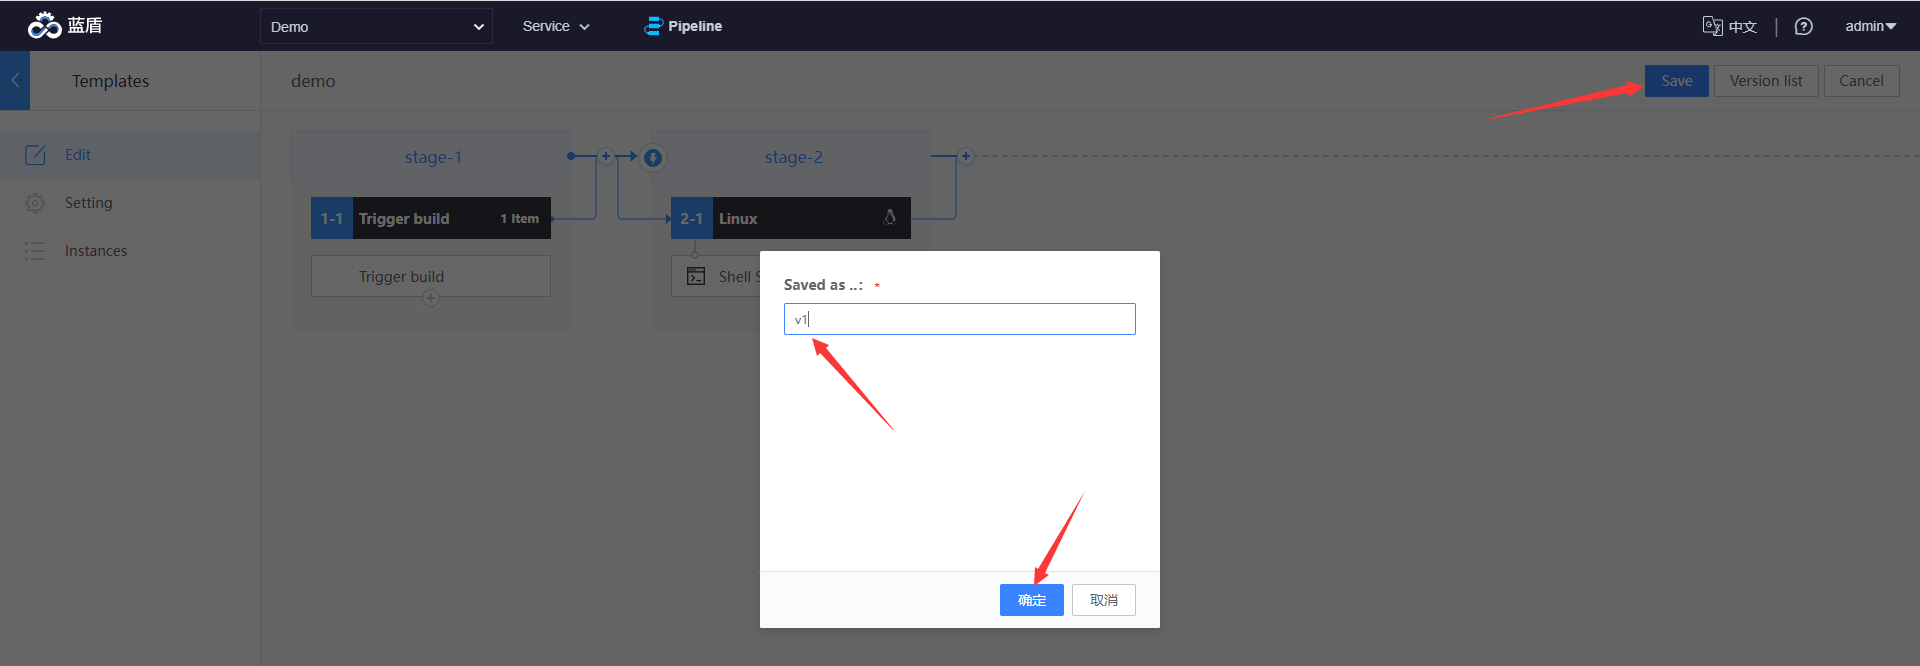 蓝盾
Demo
Service
Pipeline
中文
admin
Templates
demo
Save
Version list
Cancel
Edit
Setting
Instances
stage-1
stage-2
1-1 Trigger build 1 Item
2-1 Linux
Trigger build
Shell S
Saved as ..: *
v1
确定
取消